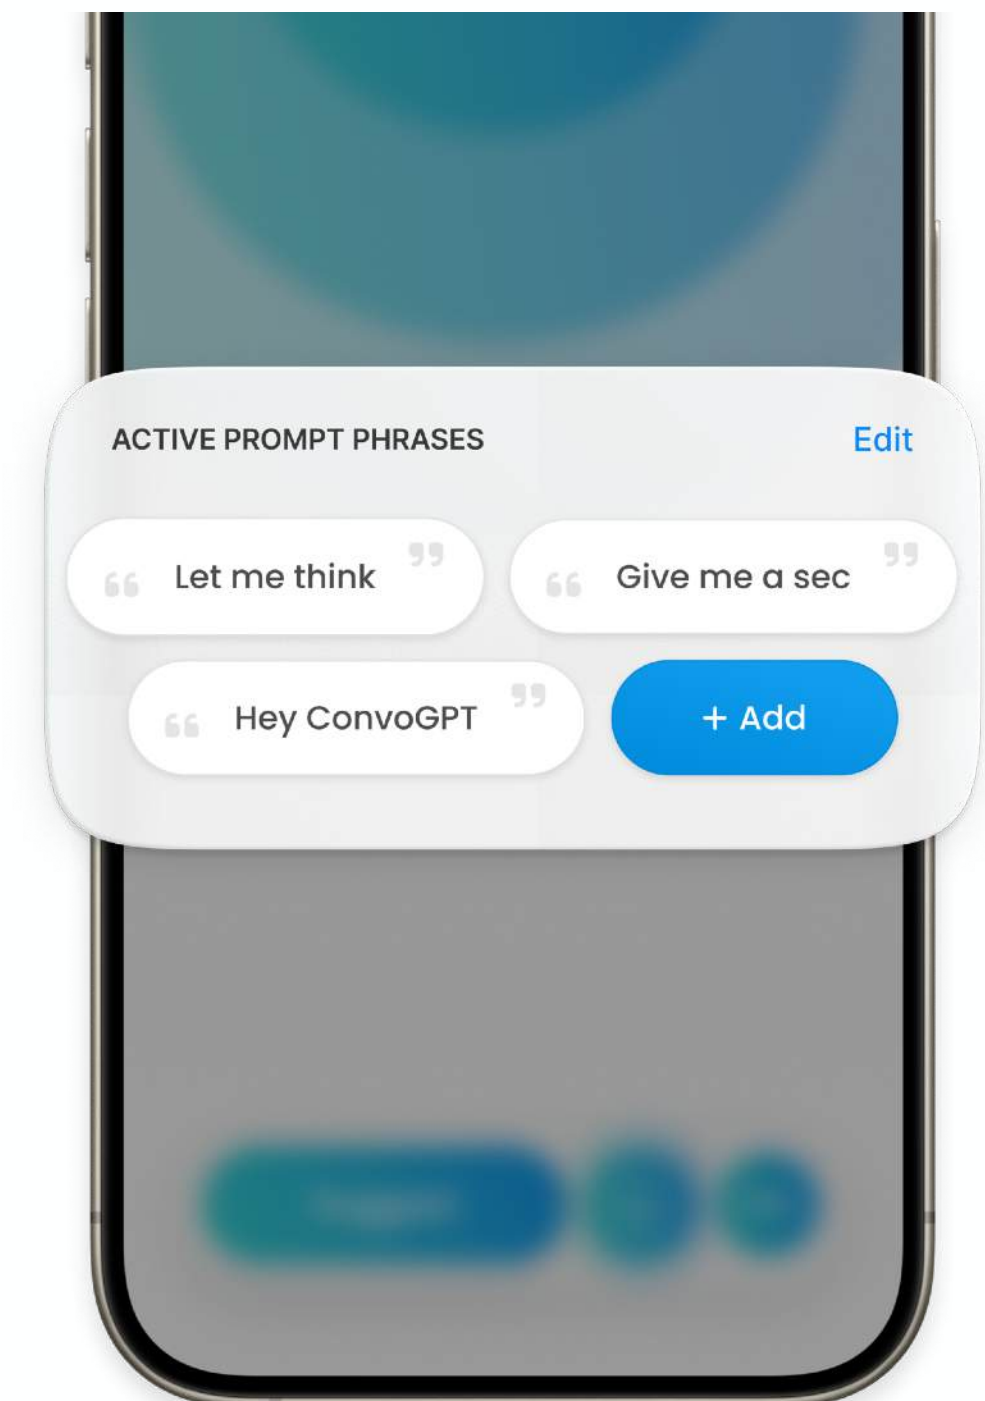 ACTIVE PROMPT PHRASES Edit
“ Let me think ” “ Give me a sec ”
“ Hey ConvoGPT ” + Add